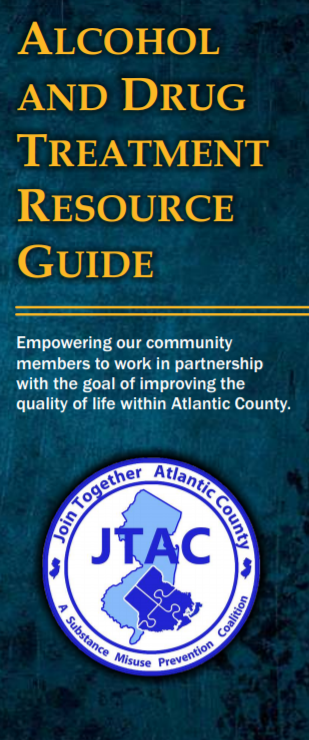 ALCOHOL
AND DRUG
TREATMENT
RESOURCE
GUIDE
Empowering our community
members to work in partnership
with the goal of improving the
quality of life within Atlantic County.
Join Together Atlantic County
JTAC
A Substance Misuse Prevention Coalition